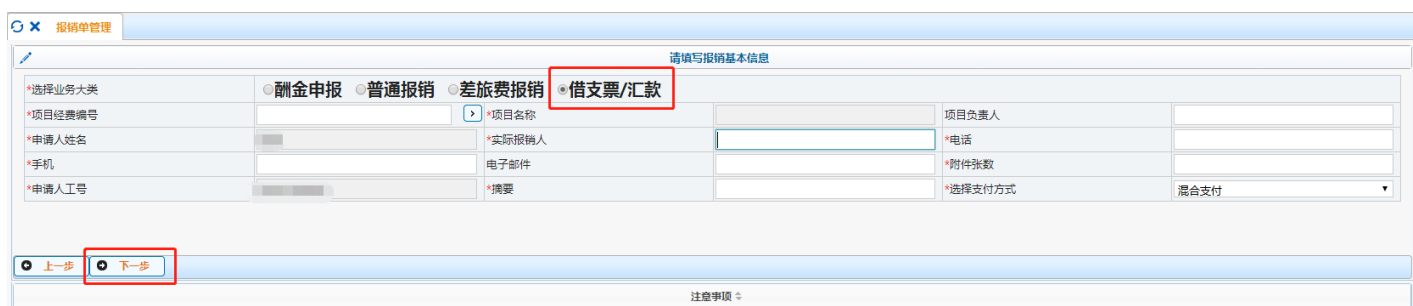 报销单管理
请填写报销基本信息
*选择业务大类 酬金申报 普通报销 差旅费报销 借支票/汇款
*项目经费编号 *项目名称 项目负责人
*申请人姓名 *实际报销人 *电话
*手机 电子邮件 *附件张数
*申请人工号 *摘要 *选择支付方式 混合支付
上一步 下一步
注意事项